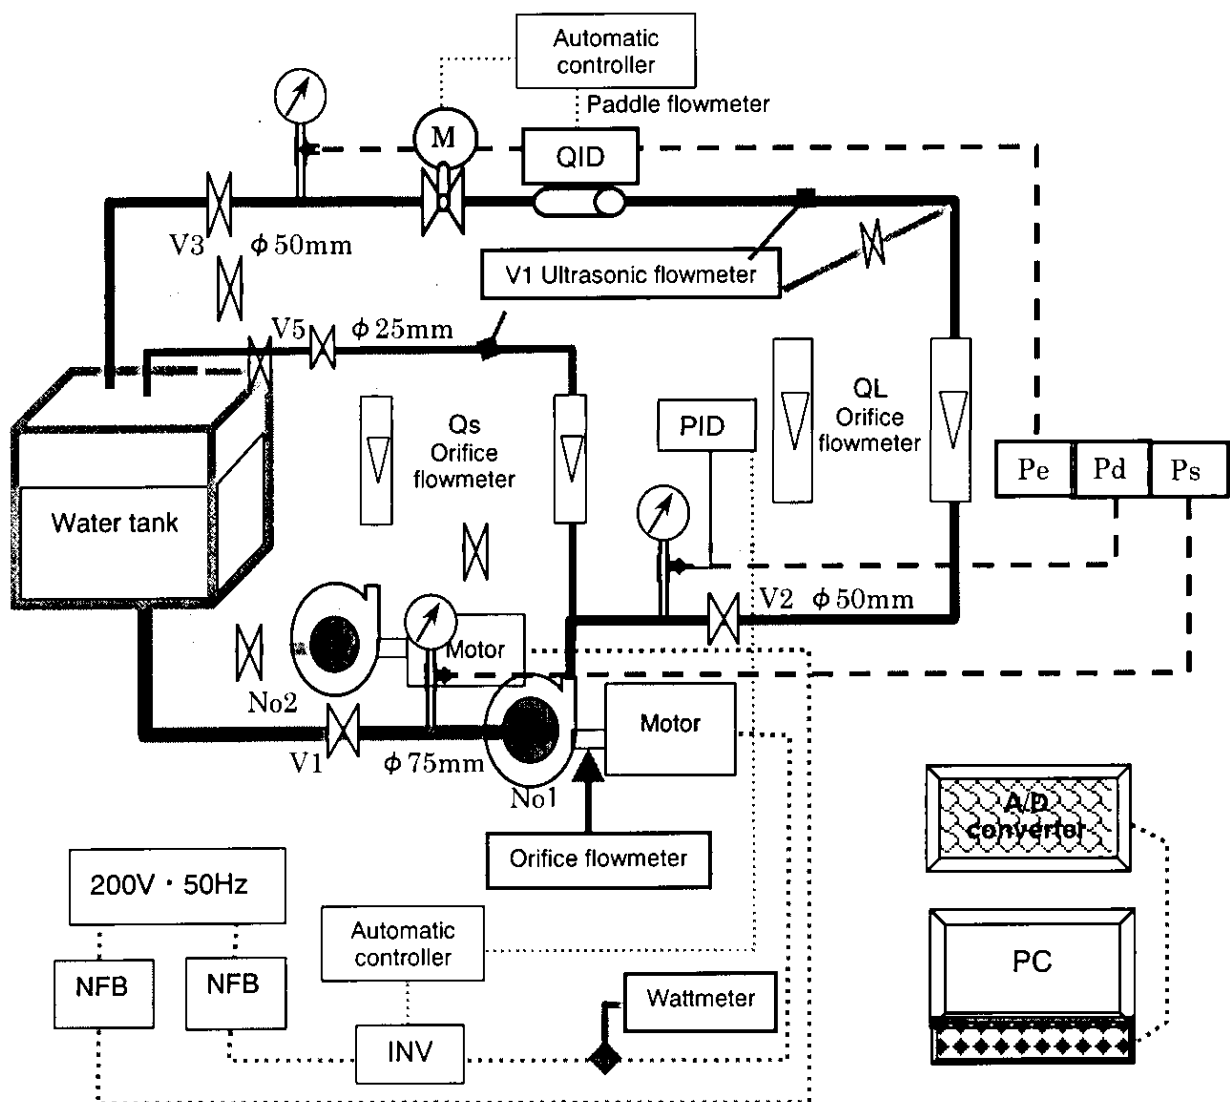 Automatic
controller
Paddle flowmeter
M
QID
V3
ϕ50mm
V1 Ultrasonic flowmeter
V5
ϕ25mm
Qs
Orifice
flowmeter
PID
QL
Orifice
flowmeter
Pe
Pd
Ps
Water tank
V2
ϕ50mm
Motor
No2
Motor
V1
ϕ75mm
No1
A/D
converter
Orifice flowmeter
200V・50Hz
Automatic
controller
PC
NFB
NFB
Wattmeter
INV